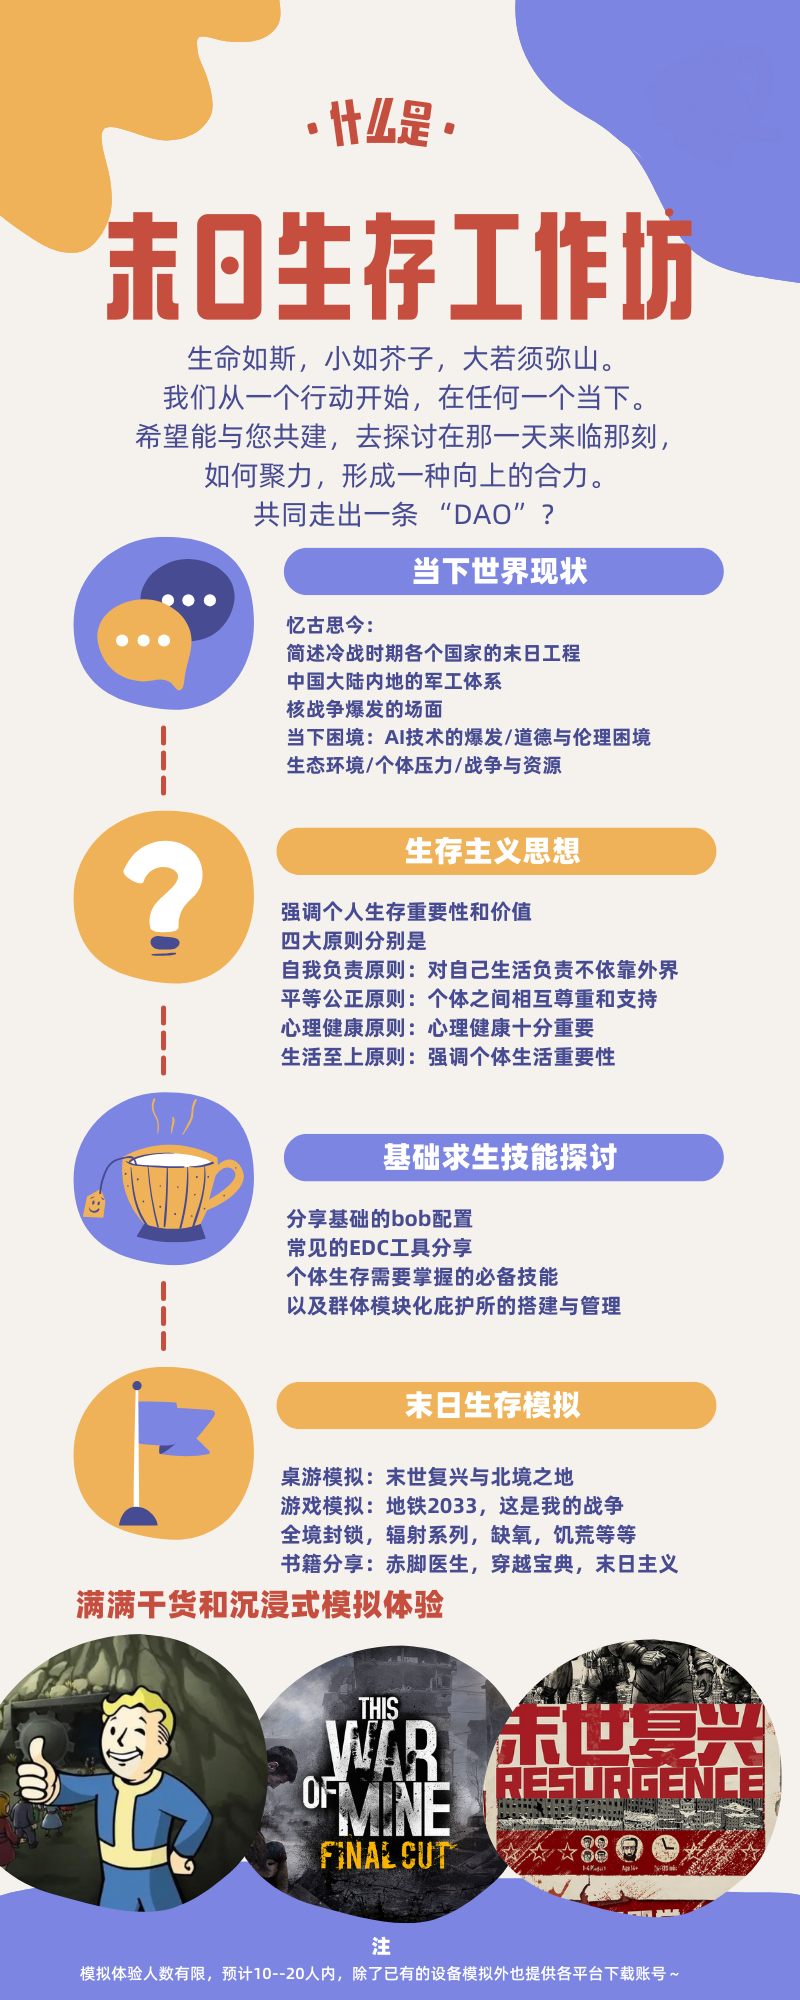 ·什么是·
末日生存工作坊
生命如斯，小如芥子，大若须弥山。
我们从一个行动开始，在任何一个当下。
希望能与您共建，去探讨在那一天来临那刻，
如何聚力，形成一种向上的合力。
共同走出一条 “DAO”？
当下世界现状
忆古思今：
简述冷战时期各个国家的末日工程
中国大陆内地的军工体系
核战争爆发的场面
当下困境：AI技术的爆发/道德与伦理困境
生态环境/个体压力/战争与资源
生存主义思想
强调个人生存重要性和价值
四大原则分别是
自我负责原则：对自己生活负责不依靠外界
平等公正原则：个体之间相互尊重和支持
心理健康原则：心理健康十分重要
生活至上原则：强调个体生活重要性
基础求生技能探讨
分享基础的bob配置
常见的EDC工具分享
个体生存需要掌握的必备技能
以及群体模块化庇护所的搭建与管理
末日生存模拟
桌游模拟：末世复兴与北境之地
游戏模拟：地铁2033，这是我的战争
全境封锁，辐射系列，缺氧，饥荒等等
书籍分享：赤脚医生，穿越宝典，末日主义
满满干货和沉浸式模拟体验
THIS
WAR
OF MINE
FINAL CUT
末世复兴
RESURGENCE
注
模拟体验人数有限，预计10--20人内，除了已有的设备模拟外也提供各平台下载账号~